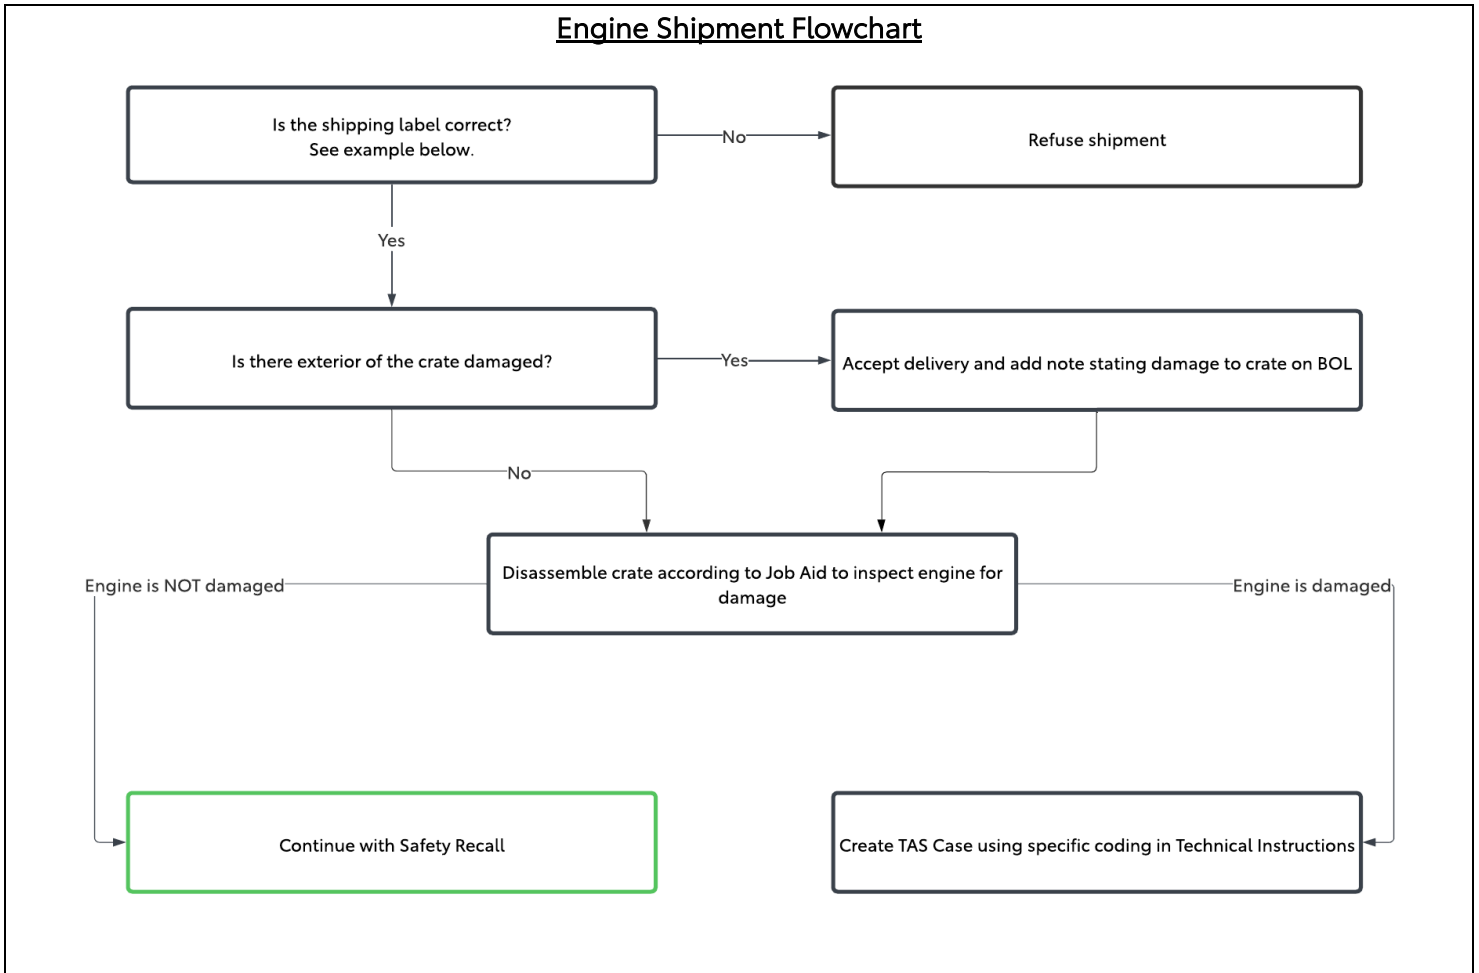 Engine Shipment Flowchart
Is the shipping label correct?
See example below.
No
Refuse shipment
Yes
Is there exterior of the crate damaged?
Yes
Accept delivery and add note stating damage to crate on BOL
No
Disassemble crate according to Job Aid to inspect engine for
damage
Engine is NOT damaged
Engine is damaged
Continue with Safety Recall
Create TAS Case using specific coding in Technical Instructions